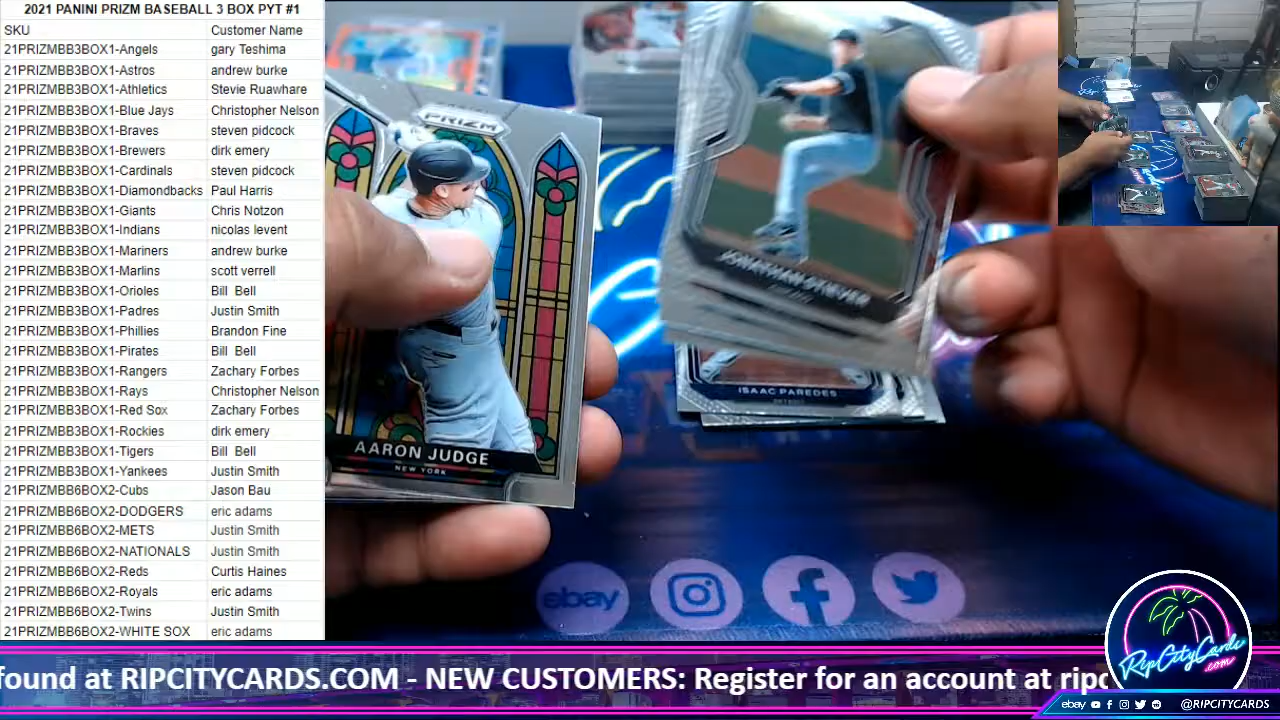 2021 PANINI PRIZM BASEBALL 3 BOX PYT #1
SKU Customer Name
21PRIZMBB3BOX1-Angels gary Teshima
21PRIZMBB3BOX1-Astros andrew burke
21PRIZMBB3BOX1-Athletics Stevie Ruawhare
21PRIZMBB3BOX1-Blue Jays Christopher Nelson
21PRIZMBB3BOX1-Braves steven pidcock
21PRIZMBB3BOX1-Brewers dirk emery
21PRIZMBB3BOX1-Cardinals steven pidcock
21PRIZMBB3BOX1-Diamondbacks Paul Harris
21PRIZMBB3BOX1-Giants Chris Notzon
21PRIZMBB3BOX1-Indians nicolas levent
21PRIZMBB3BOX1-Mariners andrew burke
21PRIZMBB3BOX1-Marlins scott verrell
21PRIZMBB3BOX1-Orioles Bill Bell
21PRIZMBB3BOX1-Padres Justin Smith
21PRIZMBB3BOX1-Phillies Brandon Fine
21PRIZMBB3BOX1-Pirates Bill Bell
21PRIZMBB3BOX1-Rangers Zachary Forbes
21PRIZMBB3BOX1-Rays Christopher Nelson
21PRIZMBB3BOX1-Red Sox Zachary Forbes
21PRIZMBB3BOX1-Rockies dirk emery
21PRIZMBB3BOX1-Tigers Bill Bell
21PRIZMBB3BOX1-Yankees Justin Smith
21PRIZMBB6BOX2-Cubs Jason Bau
21PRIZMBB6BOX2-DODGERS eric adams
21PRIZMBB6BOX2-METS Justin Smith
21PRIZMBB6BOX2-NATIONALS Justin Smith
21PRIZMBB6BOX2-Reds Curtis Haines
21PRIZMBB6BOX2-Royals eric adams
21PRIZMBB6BOX2-Twins Justin Smith
21PRIZMBB6BOX2-WHITE SOX eric adams
PRIZM
AARON JUDGE
NEW YORK
ISAAC PAREDES
DETROIT
ebay
RipCityCards
.com
found at RIPCITYCARDS.COM - NEW CUSTOMERS: Register for an account at ripc
ebay @RIPCITYCARDS